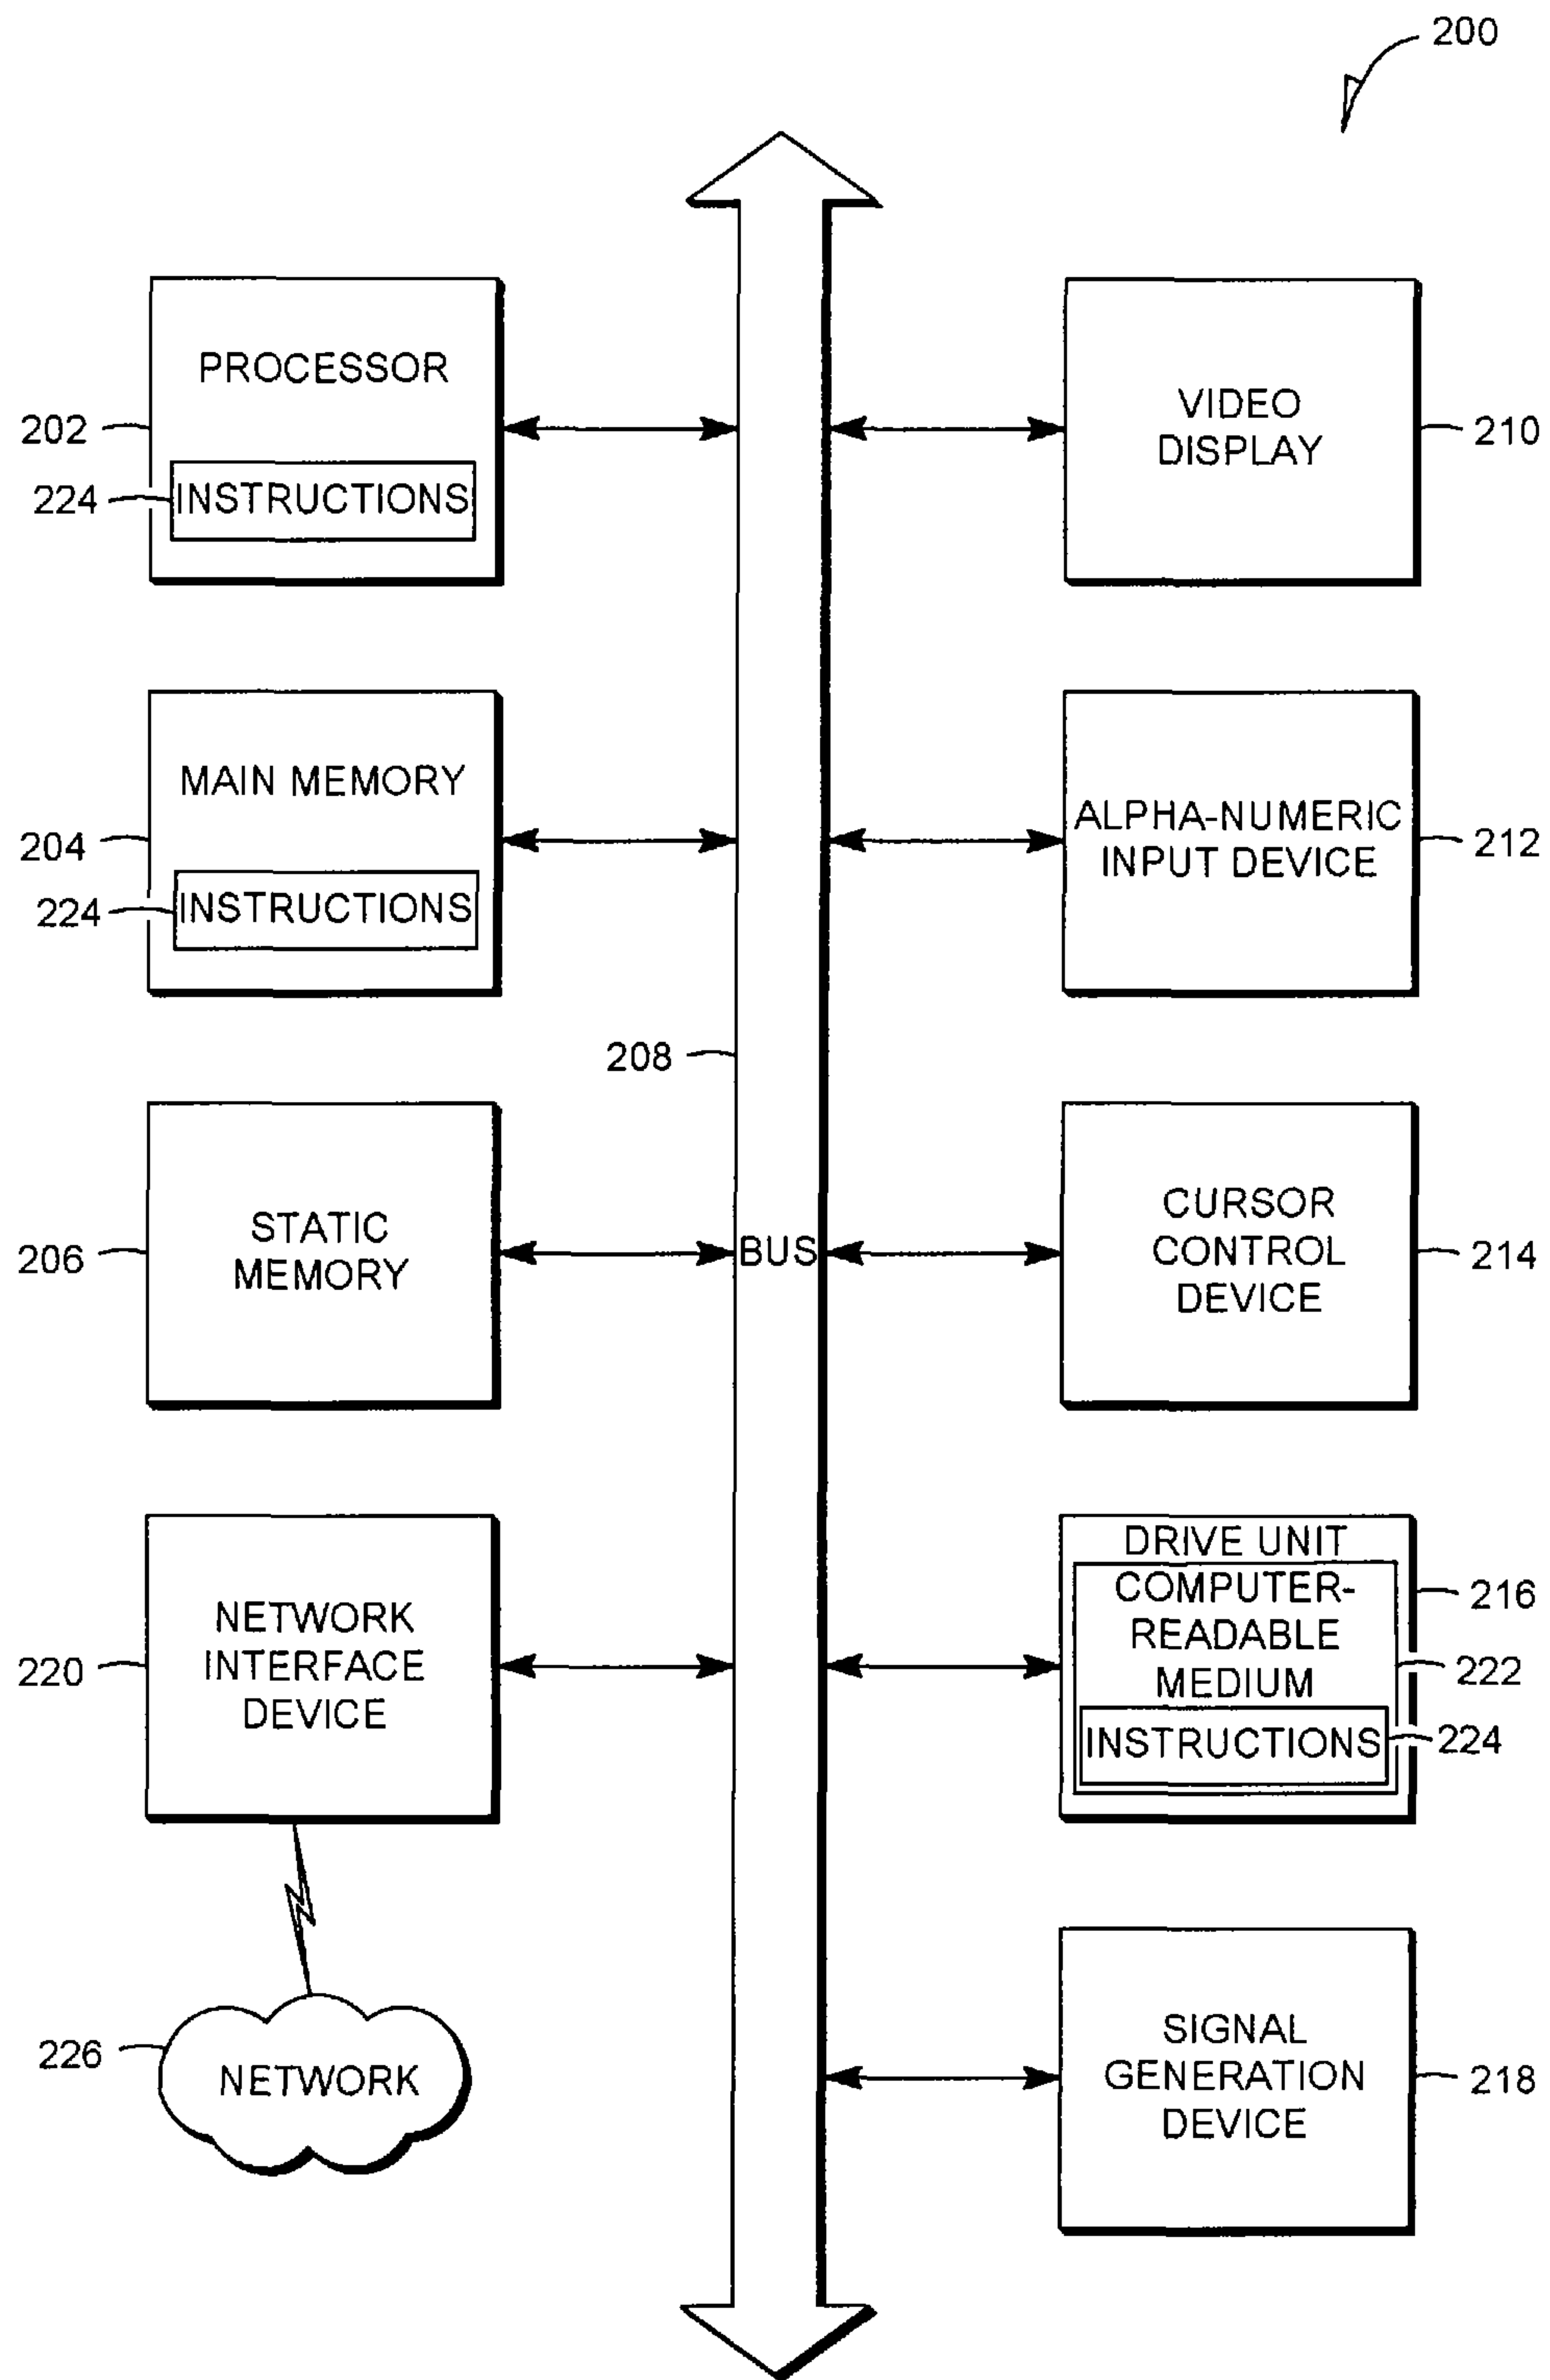 200
PROCESSOR
202
224
INSTRUCTIONS
VIDEO
DISPLAY
210
MAIN MEMORY
204
224
INSTRUCTIONS
ALPHA-NUMERIC
INPUT DEVICE
212
208
STATIC
MEMORY
206
BUS
CURSOR
CONTROL
DEVICE
214
NETWORK
INTERFACE
DEVICE
220
DRIVE UNIT
COMPUTER-
READABLE
MEDIUM
216
222
INSTRUCTIONS
224
226
NETWORK
SIGNAL
GENERATION
DEVICE
218